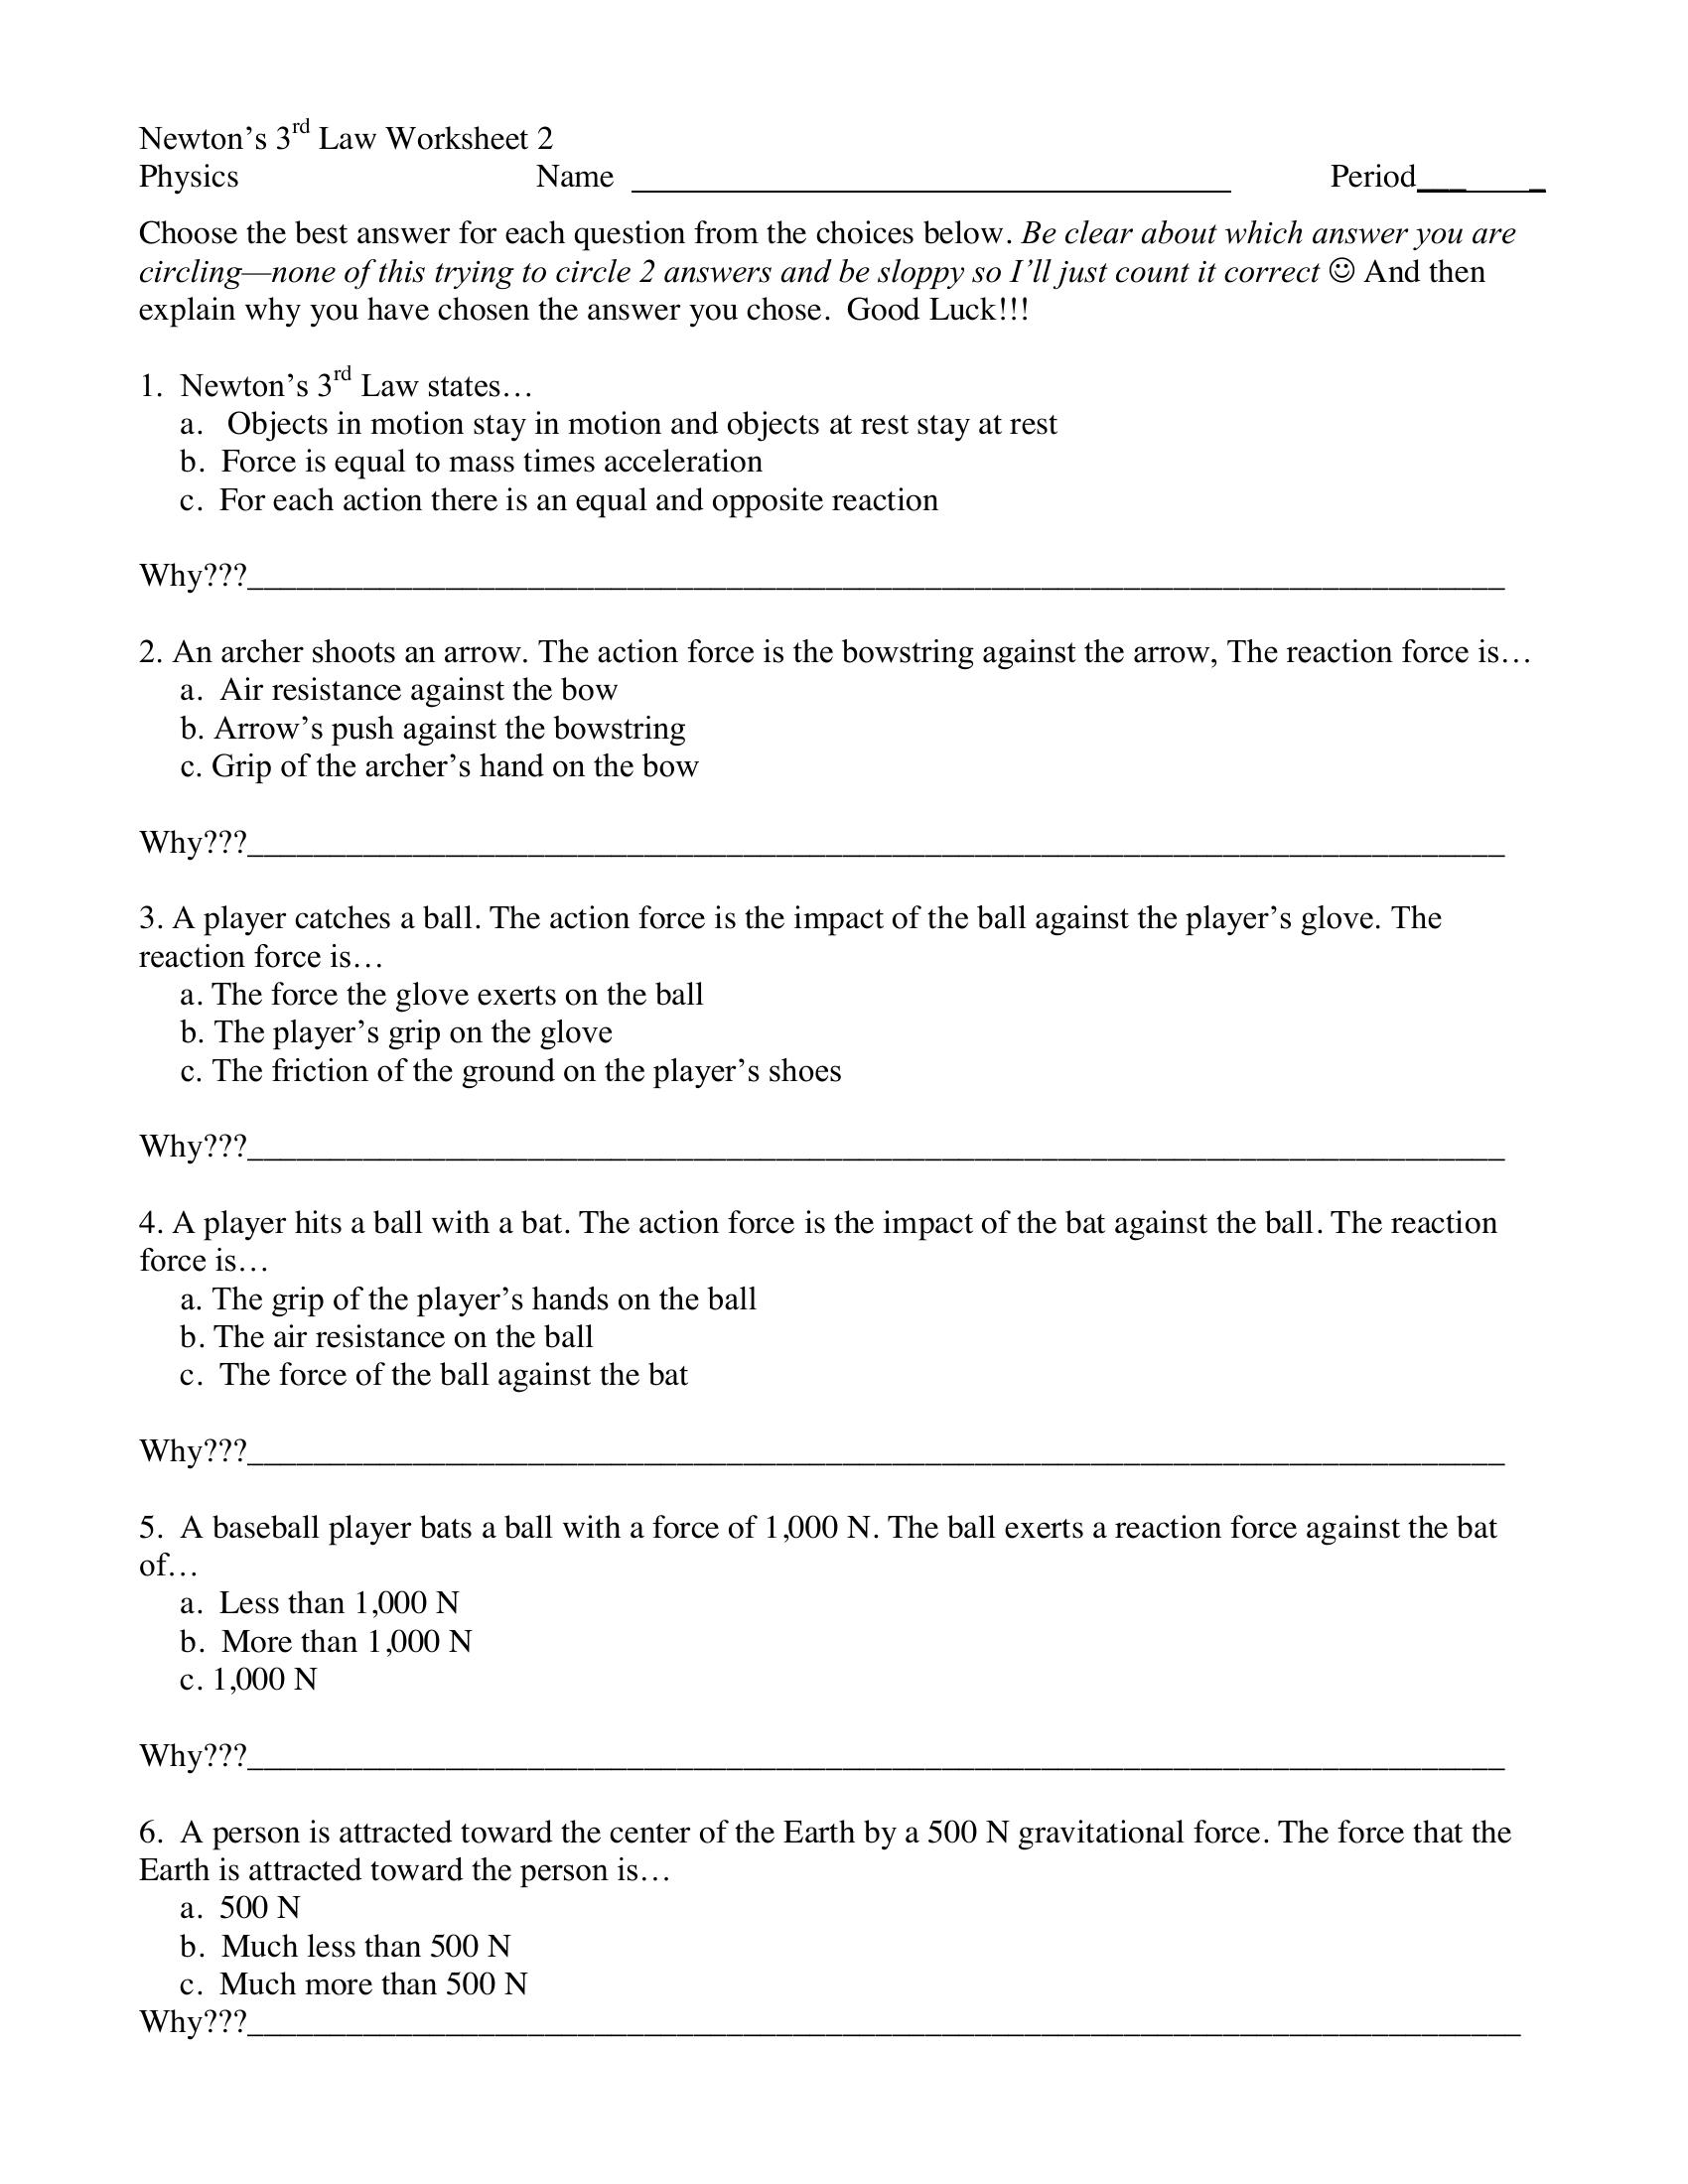 Newton's 3rd Law Worksheet 2
Physics Name ______________________ Period___ _
Choose the best answer for each question from the choices below. Be clear about which answer you are
circling—none of this trying to circle 2 answers and be sloppy so I'll just count it correct ☺ And then
explain why you have chosen the answer you chose.  Good Luck!!!
1.  Newton's 3rd Law states…
a.   Objects in motion stay in motion and objects at rest stay at rest
b.  Force is equal to mass times acceleration
c.  For each action there is an equal and opposite reaction
Why???____________________________________________
2. An archer shoots an arrow. The action force is the bowstring against the arrow, The reaction force is…
a.  Air resistance against the bow
b. Arrow's push against the bowstring
c. Grip of the archer's hand on the bow
Why???____________________________________________
3. A player catches a ball. The action force is the impact of the ball against the player's glove. The
reaction force is…
a. The force the glove exerts on the ball
b. The player's grip on the glove
c. The friction of the ground on the player's shoes
Why???____________________________________________
4. A player hits a ball with a bat. The action force is the impact of the bat against the ball. The reaction
force is…
a. The grip of the player's hands on the ball
b. The air resistance on the ball
c.  The force of the ball against the bat
Why???____________________________________________
5.  A baseball player bats a ball with a force of 1,000 N. The ball exerts a reaction force against the bat
of…
a.  Less than 1,000 N
b.  More than 1,000 N
c. 1,000 N
Why???____________________________________________
6.  A person is attracted toward the center of the Earth by a 500 N gravitational force. The force that the
Earth is attracted toward the person is…
a.  500 N
b.  Much less than 500 N
c.  Much more than 500 N
Why???____________________________________________